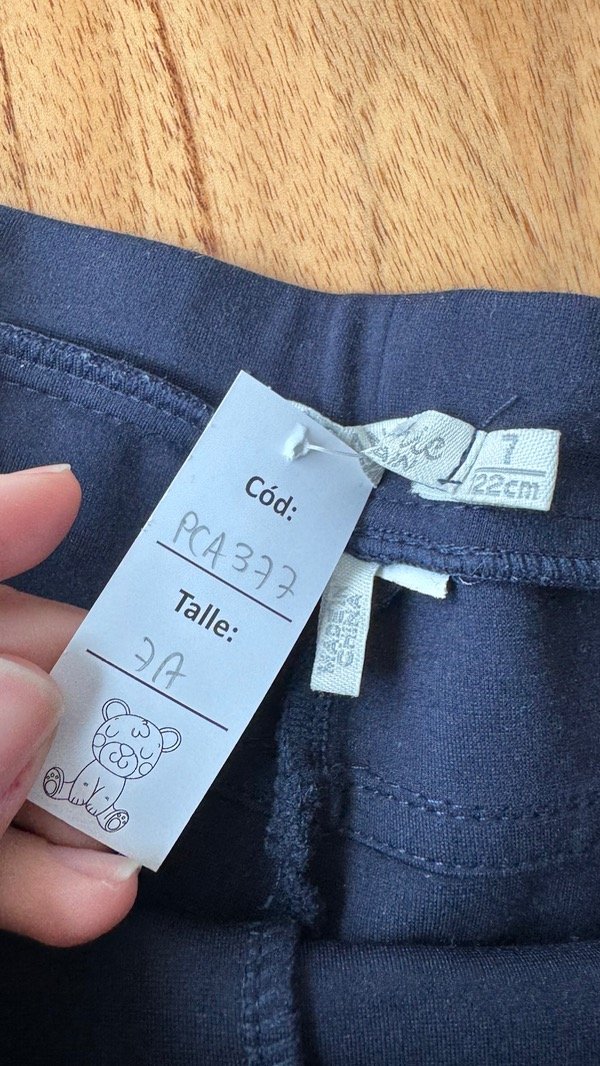 Cód:
PCA377
Talle:
7A
7
22cm
MADE IN
CHINA